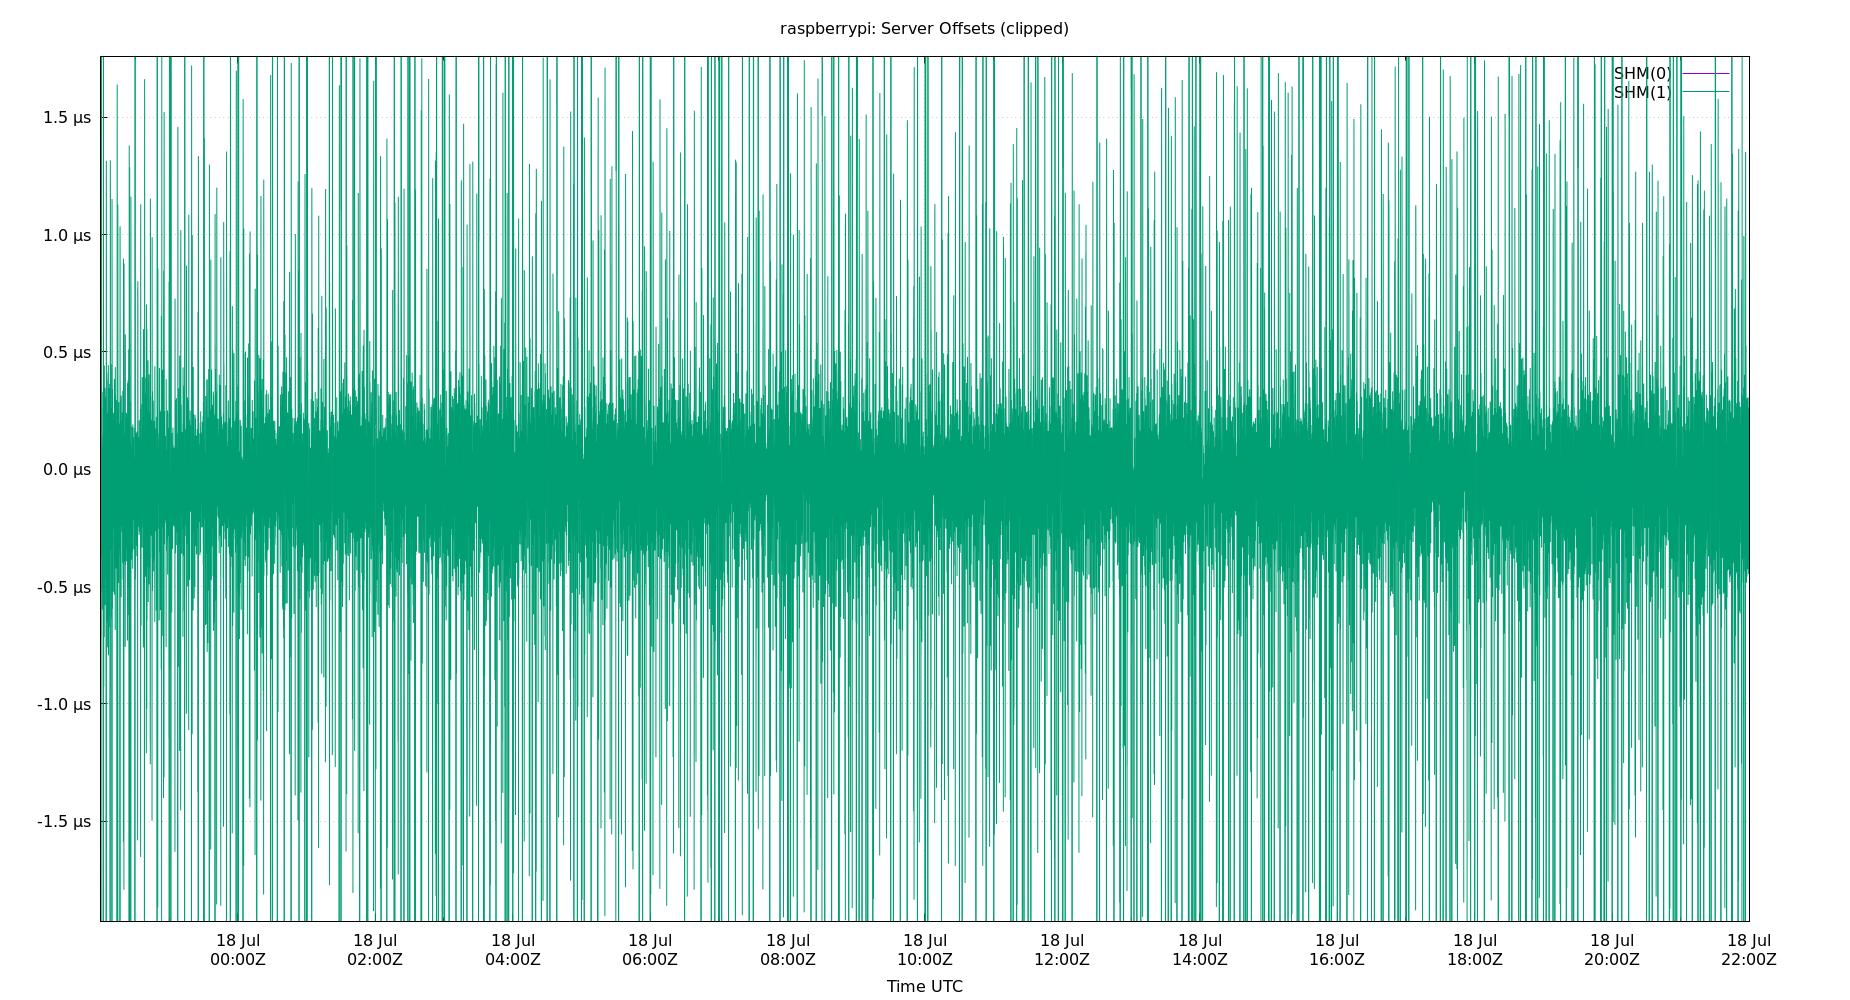 raspberrypi: Server Offsets (clipped)
SHM(0)
SHM(1)
1.5 µs
1.0 µs
0.5 µs
0.0 µs
-0.5 µs
-1.0 µs
-1.5 µs
18 Jul 18 Jul 18 Jul 18 Jul 18 Jul 18 Jul 18 Jul 18 Jul 18 Jul 18 Jul 18 Jul 18 Jul
00:00Z 02:00Z 04:00Z 06:00Z 08:00Z 10:00Z 12:00Z 14:00Z 16:00Z 18:00Z 20:00Z 22:00Z
Time UTC